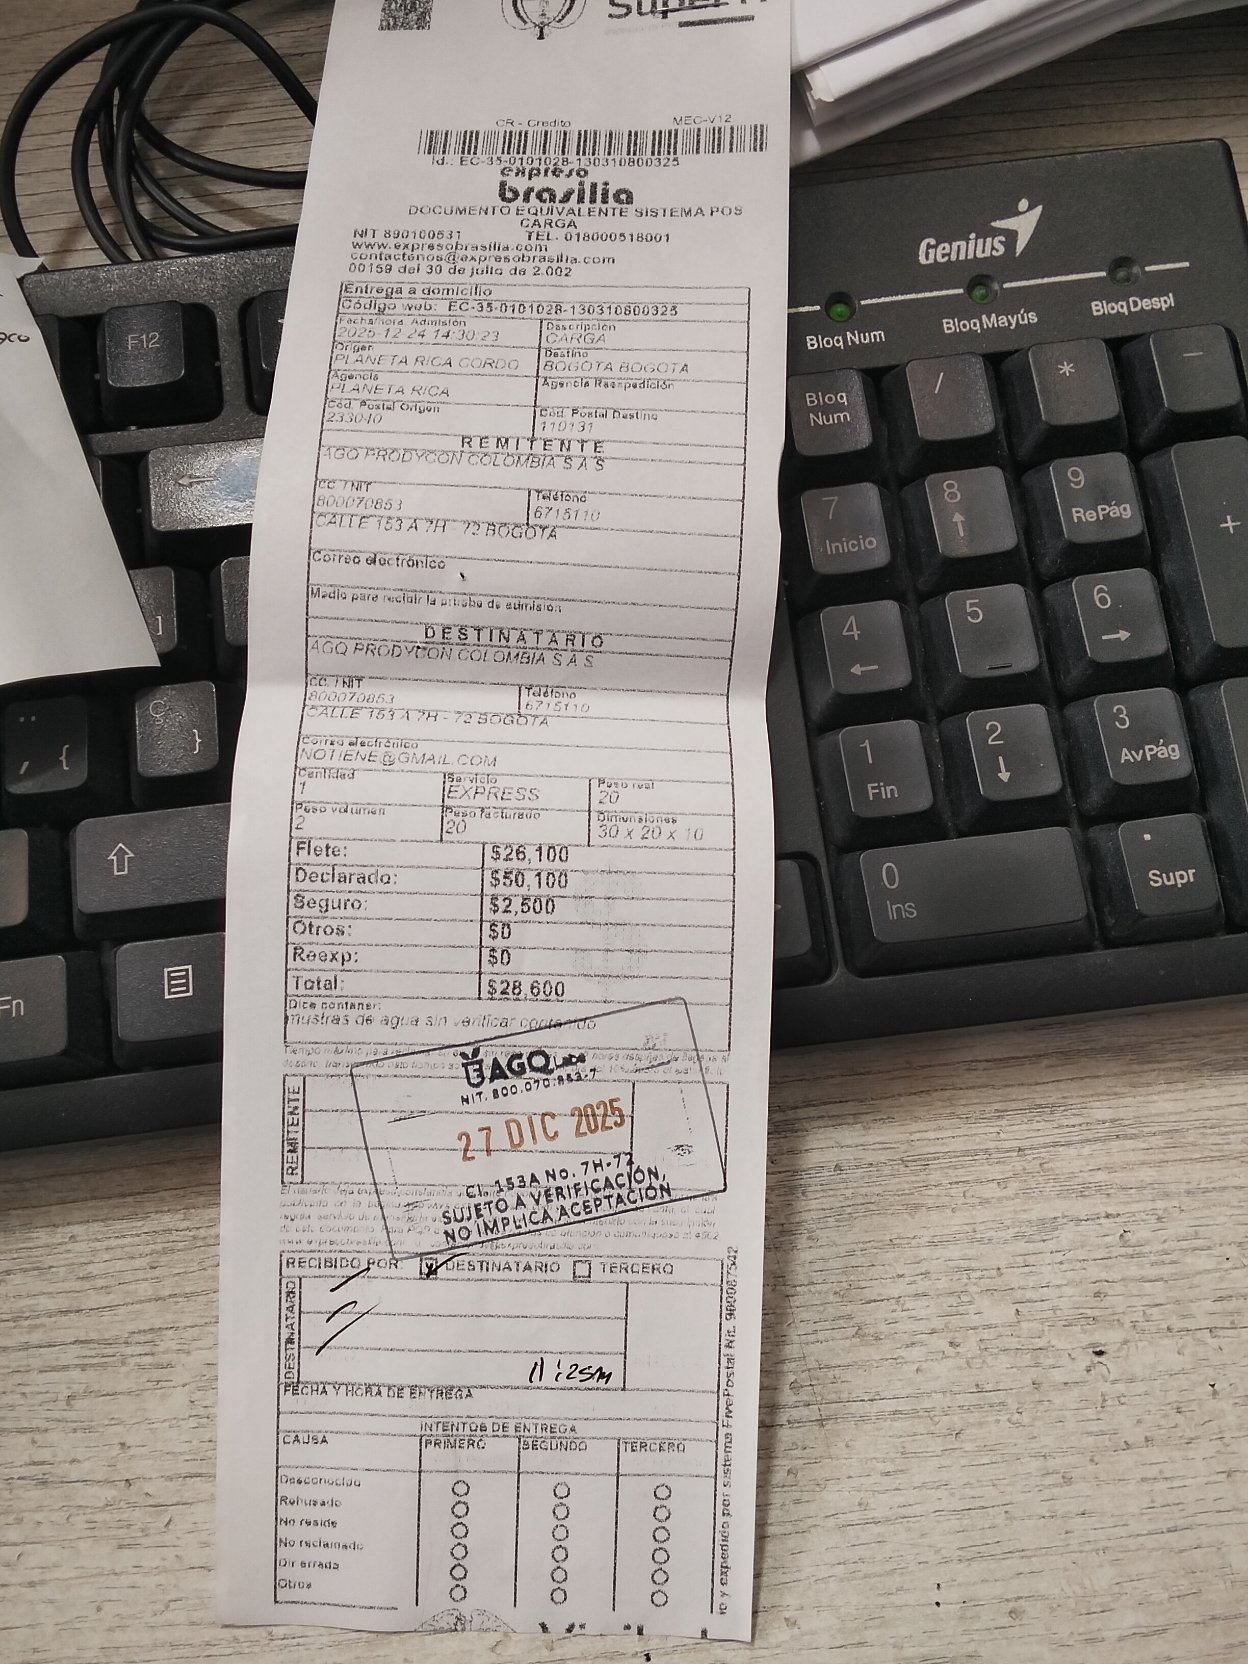 CR - Credito
MEC-V12
Id.: EC-35-0101028-130310800325
expreso
brasilia
DOCUMENTO EQUIVALENTE SISTEMA POS
CARGA
NIT 890100531 TEL. 018000518001
www.expresobrasilia.com
contactenos@expresobrasilia.com
00159 del 30 de julio de 2.002
Entrega a domicilio
Código web: EC-35-0101028-130310800325
Fecha/hora Admisión Descripción
2025-12-24 14:30:23 CARGA
Origen Destino
PLANETA RICA CORDO BOGOTA BOGOTA
Agencia Agencia Reexpedición
PLANETA RICA
Cód. Postal Origen Cód. Postal Destino
233040 110131
REMITENTE
AGQ PRODYCON COLOMBIA S A S
CC. / NIT Teléfono
800070853 6715110
CALLE 153 A 7H - 72 BOGOTA
Correo electrónico
Medio para recibir la prueba de admisión
DESTINATARIO
AGQ PRODYCON COLOMBIA S A S
CC. / NIT Teléfono
800070853 6715110
CALLE 153 A 7H - 72 BOGOTA
Correo electrónico
NOTIENE@GMAIL.COM
Cantidad Servicio Peso real
1 EXPRESS 20
Peso volumen Peso facturado Dimensiones
2 20 30 x 20 x 10
Flete: $26,100
Declarado: $50,100
Seguro: $2,500
Otros: $0
Reexp: $0
Total: $28,600
Dice contener:
mustras de agua sin verificar contenido
AGQ Labs
NIT. 800.070.853-7
27 DIC 2025
Cl. 153A No. 7H-72
SUJETO A VERIFICACIÓN,
NO IMPLICA ACEPTACIÓN
REMITENTE
RECIBIDO POR: DESTINATARIO TERCERO
DESTINATARIO
11:25m
FECHA Y HORA DE ENTREGA
INTENTOS DE ENTREGA
CAUSA PRIMERO SEGUNDO TERCERO
Desconocido
Rehusado
No reside
No reclamado
Dir errada
Otros
y expedido por sistema FivePostal Nit. 900087542
Genius
Bloq Num
Bloq Mayús
Bloq Despl
F12
Bloq
Num
/
*
-
7
Inicio
8
9
RePág
+
4
5
6
1
Fin
2
3
AvPág
0
Ins
.
Supr
Fn
]
¨
, {
Ç
}